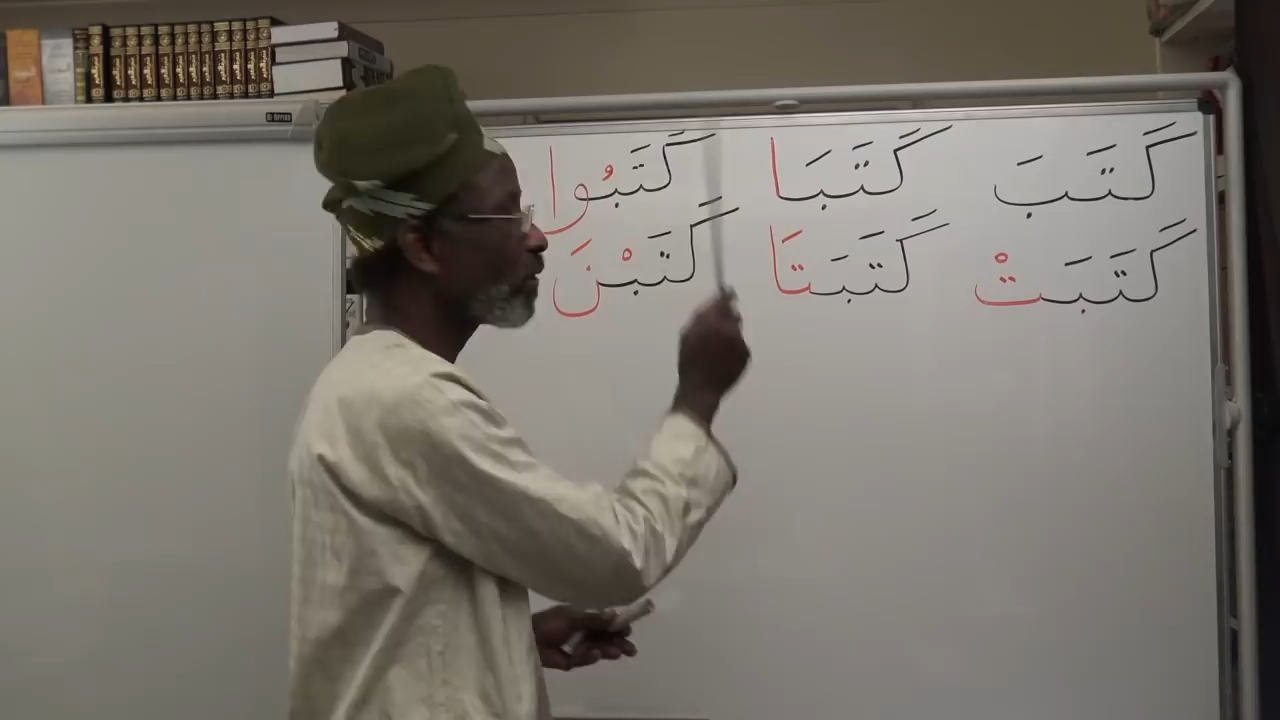 كَتَبَ كَتَبَا كَتَبُوا
كَتَبَتْ كَتَبَتَا كَتَبْنَ